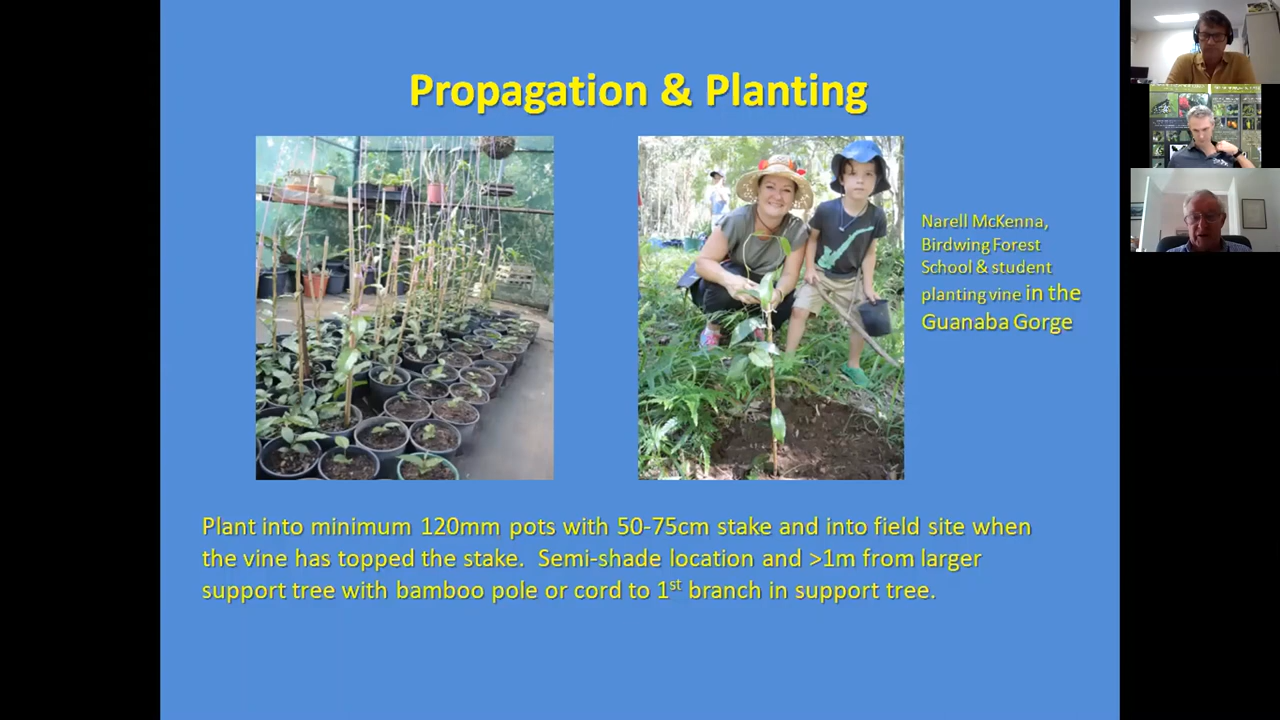 Propagation & Planting
Narell McKenna,
Birdwing Forest
School & student
planting vine in the
Guanaba Gorge
Plant into minimum 120mm pots with 50-75cm stake and into field site when
the vine has topped the stake.  Semi-shade location and >1m from larger
support tree with bamboo pole or cord to 1st branch in support tree.